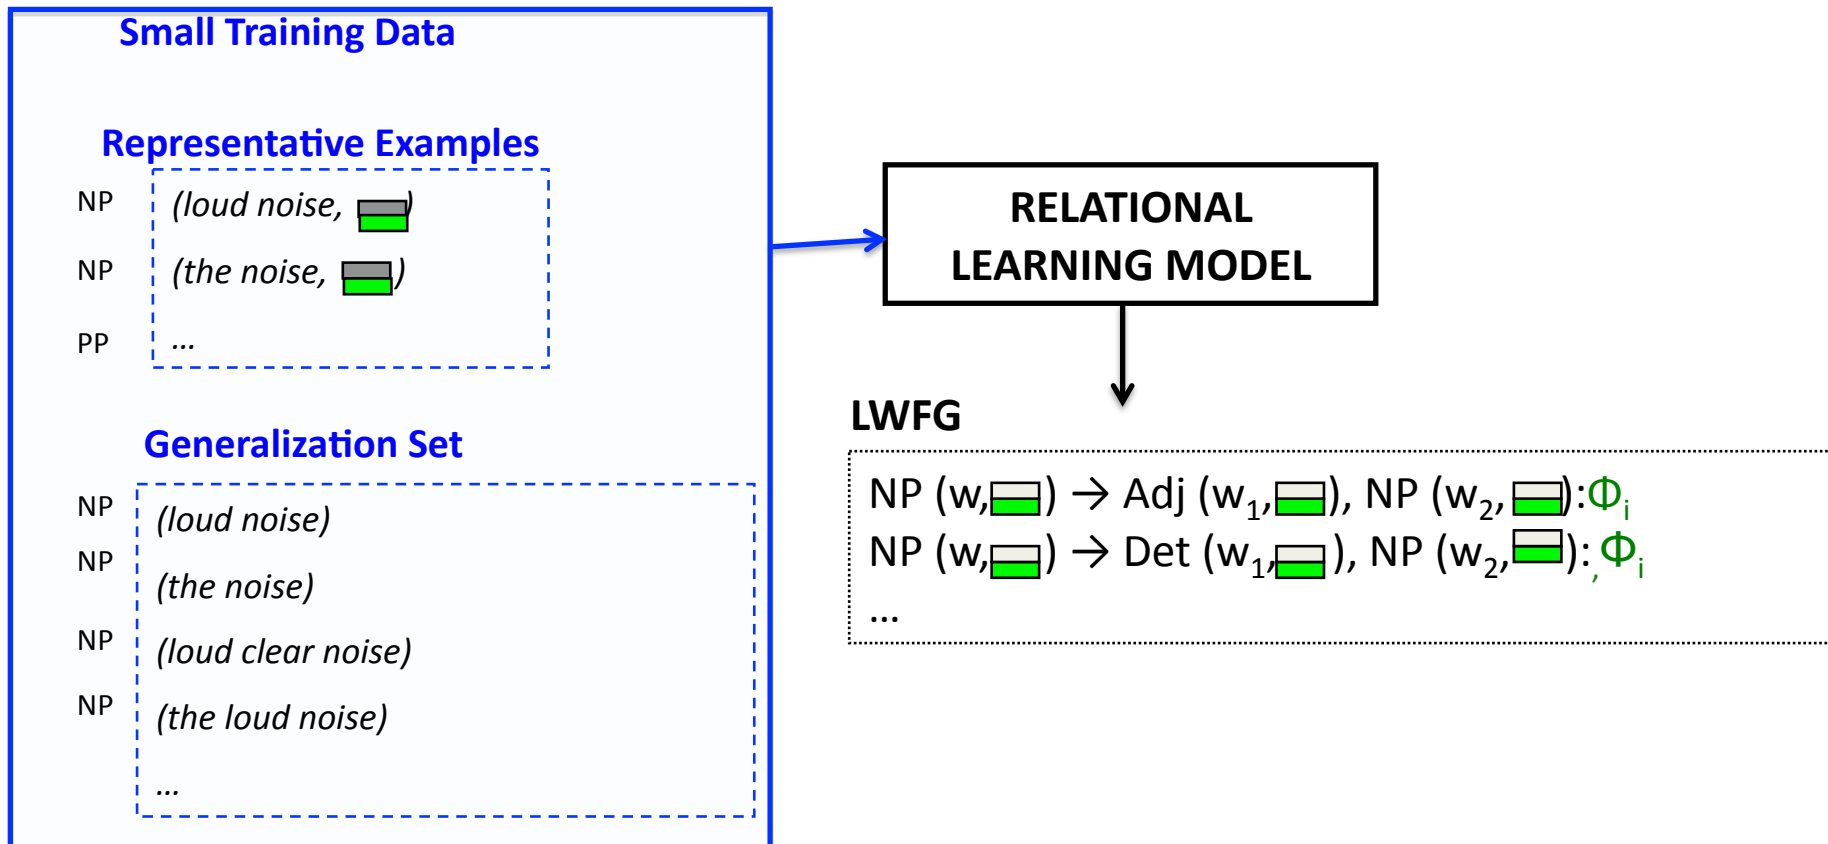 Small Training Data
Representative Examples
NP (loud noise, )
NP (the noise, )
PP ...
Generalization Set
NP (loud noise)
NP (the noise)
NP (loud clear noise)
NP (the loud noise)
...
RELATIONAL
LEARNING MODEL
LWFG
NP (w, ) → Adj (w₁, ), NP (w₂, ):Φᵢ
NP (w, ) → Det (w₁, ), NP (w₂, ):, Φᵢ
...